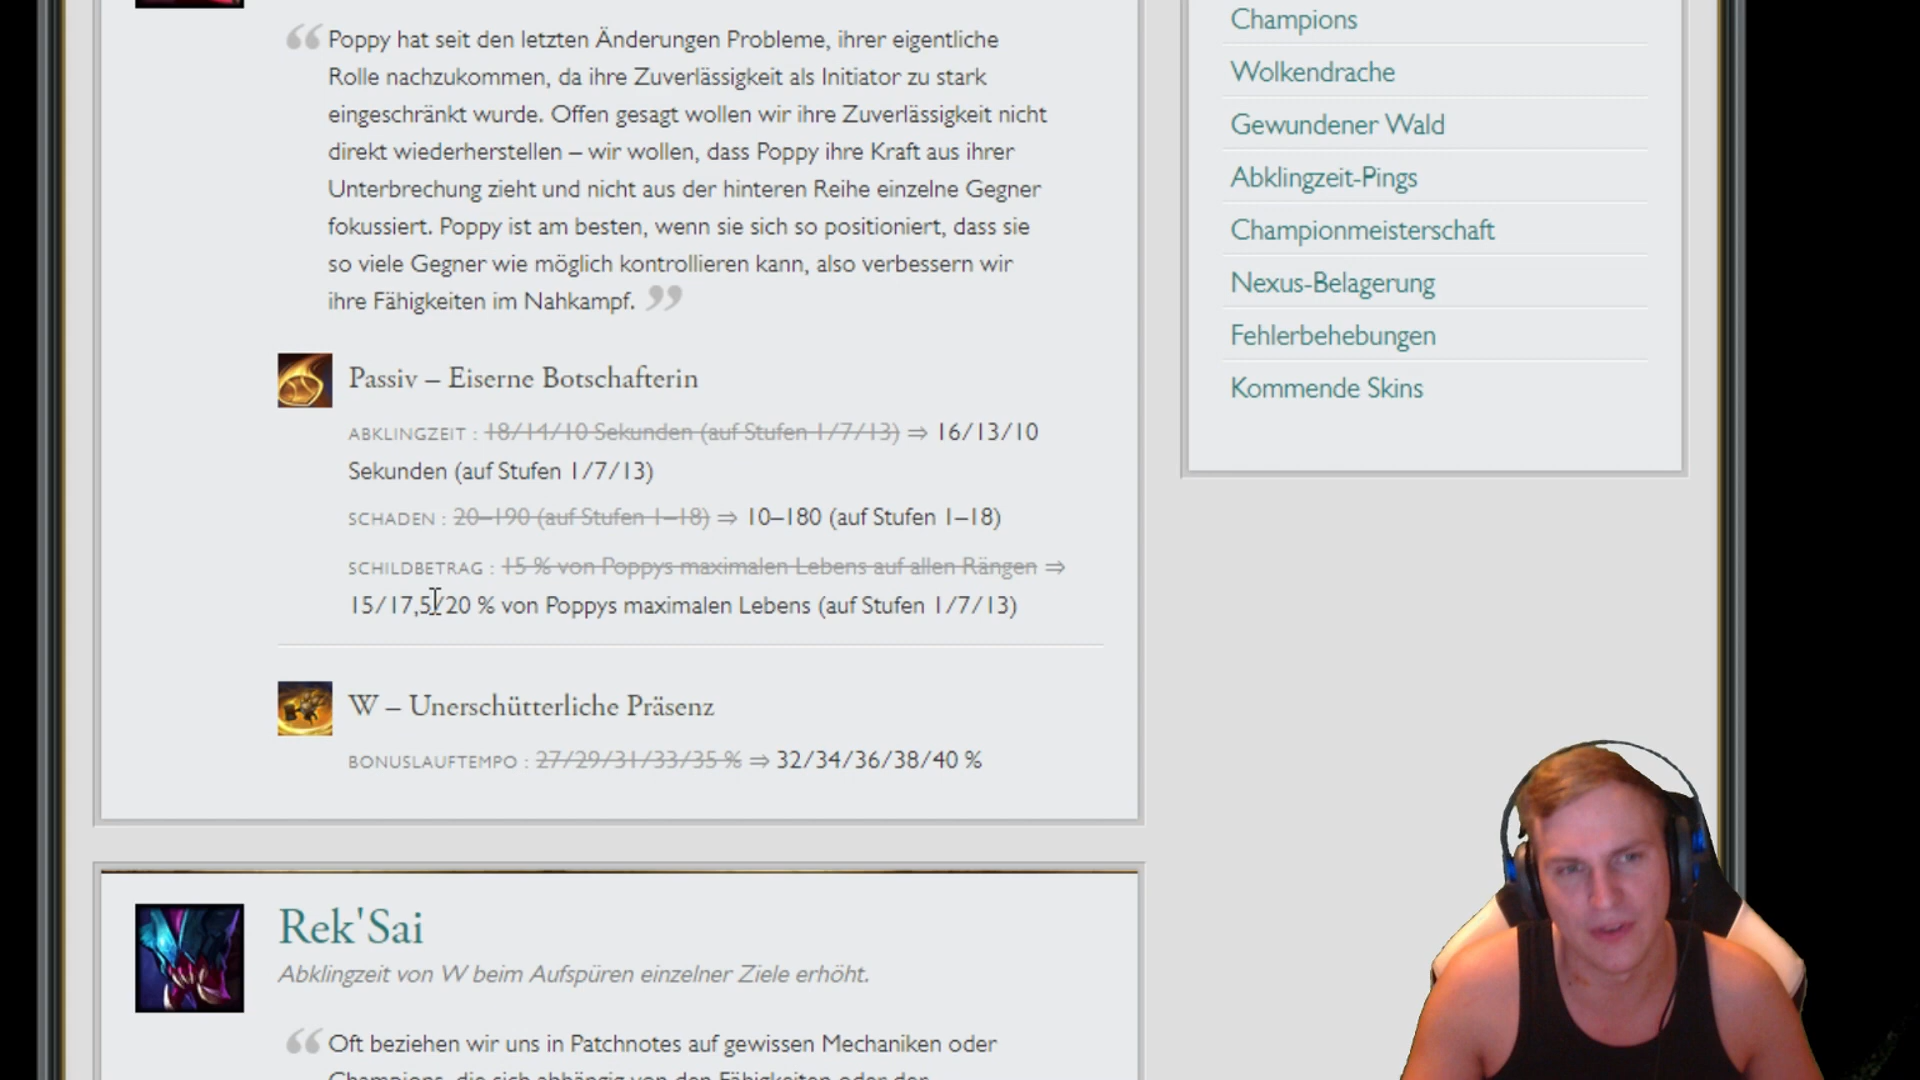 Poppy hat seit den letzten Änderungen Probleme, ihrer eigentliche
Rolle nachzukommen, da ihre Zuverlässigkeit als Initiator zu stark
eingeschränkt wurde. Offen gesagt wollen wir ihre Zuverlässigkeit nicht
direkt wiederherstellen – wir wollen, dass Poppy ihre Kraft aus ihrer
Unterbrechung zieht und nicht aus der hinteren Reihe einzelne Gegner
fokussiert. Poppy ist am besten, wenn sie sich so positioniert, dass sie
so viele Gegner wie möglich kontrollieren kann, also verbessern wir
ihre Fähigkeiten im Nahkampf.
Passiv – Eiserne Botschafterin
ABKLINGZEIT : 18/14/10 Sekunden (auf Stufen 1/7/13) ⇒ 16/13/10
Sekunden (auf Stufen 1/7/13)
SCHADEN : 20–190 (auf Stufen 1–18) ⇒ 10–180 (auf Stufen 1–18)
SCHILDBETRAG : 15 % von Poppys maximalen Lebens auf allen Rängen ⇒
15/17,5/20 % von Poppys maximalen Lebens (auf Stufen 1/7/13)
W – Unerschütterliche Präsenz
BONUSLAUFTEMPO : 27/29/31/33/35 % ⇒ 32/34/36/38/40 %
Rek'Sai
Abklingzeit von W beim Aufspüren einzelner Ziele erhöht.
Oft beziehen wir uns in Patchnotes auf gewissen Mechaniken oder
Champions, die sich abhängig von den Fähigkeiten oder der
Champions
Wolkendrache
Gewundener Wald
Abklingzeit-Pings
Championmeisterschaft
Nexus-Belagerung
Fehlerbehebungen
Kommende Skins